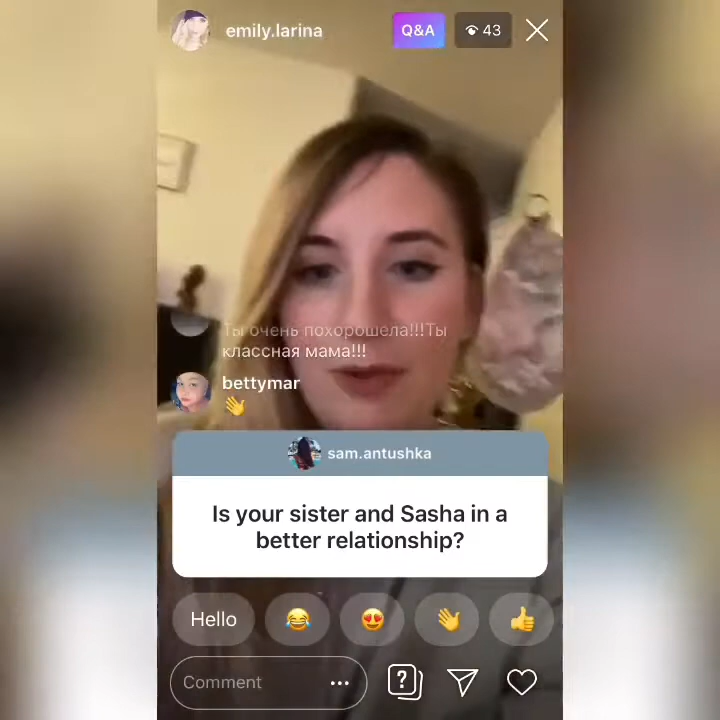 emily.larina
Q&A
43
Ты очень похорошела!!!Ты
классная мама!!!
bettymar
sam.antushka
Is your sister and Sasha in a
better relationship?
Hello
Comment